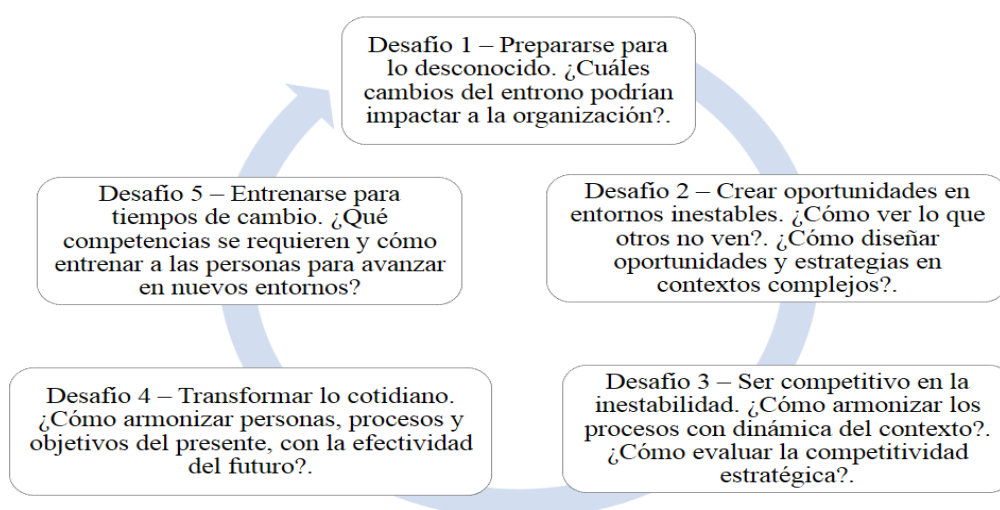 Desafío 1 – Prepararse para
lo desconocido. ¿Cuáles
cambios del entrono podrían
impactar a la organización?.
Desafío 2 – Crear oportunidades en
entornos inestables. ¿Cómo ver lo que
otros no ven?. ¿Cómo diseñar
oportunidades y estrategias en
contextos complejos?.
Desafío 3 – Ser competitivo en la
inestabilidad. ¿Cómo armonizar los
procesos con dinámica del contexto?.
¿Cómo evaluar la competitividad
estratégica?.
Desafío 4 – Transformar lo cotidiano.
¿Cómo armonizar personas, procesos y
objetivos del presente, con la efectividad
del futuro?.
Desafío 5 – Entrenarse para
tiempos de cambio. ¿Qué
competencias se requieren y cómo
entrenar a las personas para avanzar
en nuevos entornos?